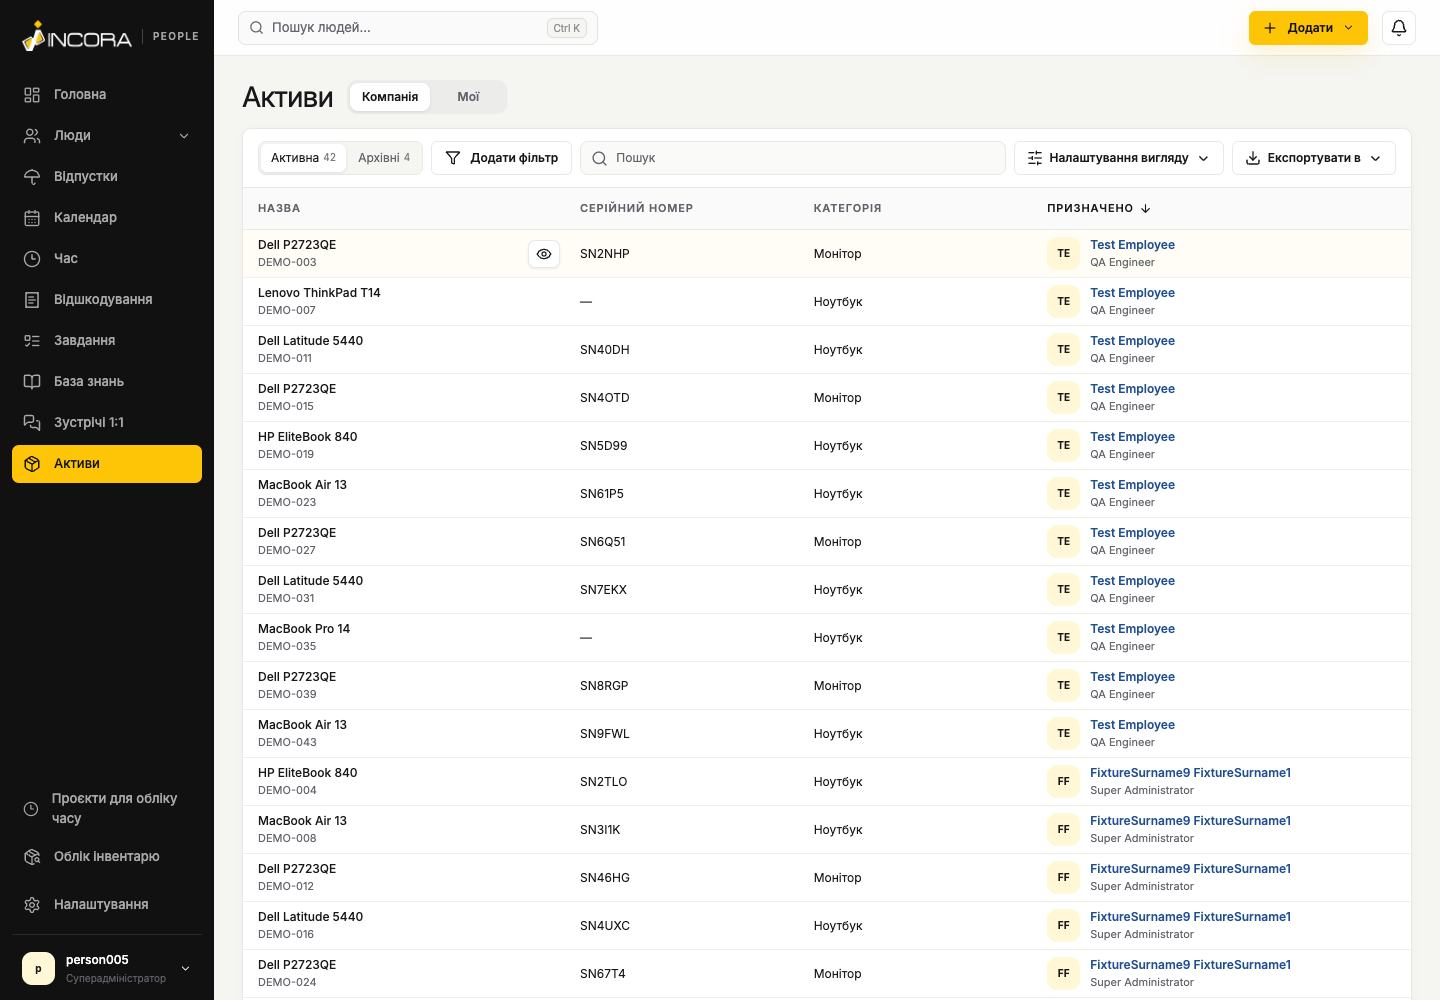 INCORA PEOPLE
Пошук людей...
Ctrl K
Додати
Головна
Люди
Відпустки
Календар
Час
Відшкодування
Завдання
База знань
Зустрічі 1:1
Активи
Проєкти для обліку часу
Облік інвентарю
Налаштування
p
person005
Суперадміністратор
Активи
Компанія
Мої
Активна 42
Архівні 4
Додати фільтр
Пошук
Налаштування вигляду
Експортувати в
НАЗВА СЕРІЙНИЙ НОМЕР КАТЕГОРІЯ ПРИЗНАЧЕНО
Dell P2723QE SN2NHP Монітор TE Test Employee
DEMO-003 QA Engineer
Lenovo ThinkPad T14 — Ноутбук TE Test Employee
DEMO-007 QA Engineer
Dell Latitude 5440 SN40DH Ноутбук TE Test Employee
DEMO-011 QA Engineer
Dell P2723QE SN4OTD Монітор TE Test Employee
DEMO-015 QA Engineer
HP EliteBook 840 SN5D99 Ноутбук TE Test Employee
DEMO-019 QA Engineer
MacBook Air 13 SN61P5 Ноутбук TE Test Employee
DEMO-023 QA Engineer
Dell P2723QE SN6Q51 Монітор TE Test Employee
DEMO-027 QA Engineer
Dell Latitude 5440 SN7EKX Ноутбук TE Test Employee
DEMO-031 QA Engineer
MacBook Pro 14 — Ноутбук TE Test Employee
DEMO-035 QA Engineer
Dell P2723QE SN8RGP Монітор TE Test Employee
DEMO-039 QA Engineer
MacBook Air 13 SN9FWL Ноутбук TE Test Employee
DEMO-043 QA Engineer
HP EliteBook 840 SN2TLO Ноутбук FF FixtureSurname9 FixtureSurname1
DEMO-004 Super Administrator
MacBook Air 13 SN3I1K Ноутбук FF FixtureSurname9 FixtureSurname1
DEMO-008 Super Administrator
Dell P2723QE SN46HG Монітор FF FixtureSurname9 FixtureSurname1
DEMO-012 Super Administrator
Dell Latitude 5440 SN4UXC Ноутбук FF FixtureSurname9 FixtureSurname1
DEMO-016 Super Administrator
Dell P2723QE SN67T4 Монітор FF FixtureSurname9 FixtureSurname1
DEMO-024 Super Administrator